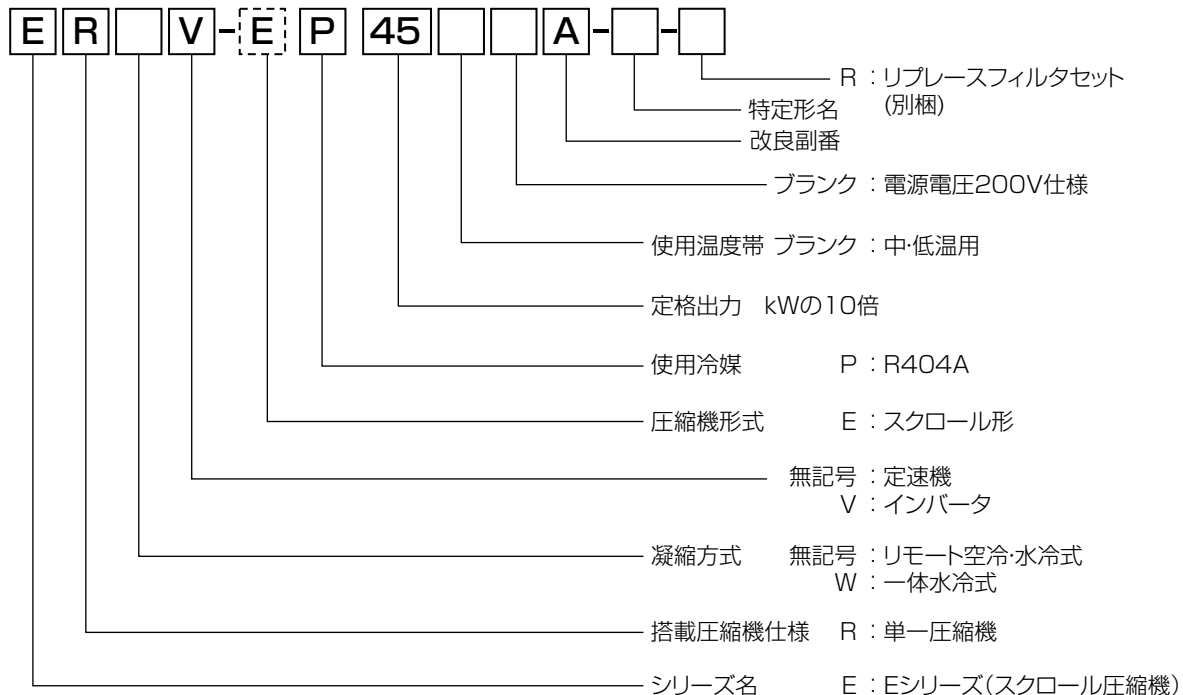 E R V-E P 45 A- -
R：リプレースフィルタセット
(別梱)
特定形名
改良副番
ブランク：電源電圧200V仕様
使用温度帯 ブランク：中・低温用
定格出力 kWの10倍
使用冷媒 P：R404A
圧縮機形式 E：スクロール形
無記号：定速機
V：インバータ
凝縮方式 無記号：リモート空冷・水冷式
W：一体水冷式
搭載圧縮機仕様 R：単一圧縮機
シリーズ名 E：Eシリーズ(スクロール圧縮機)